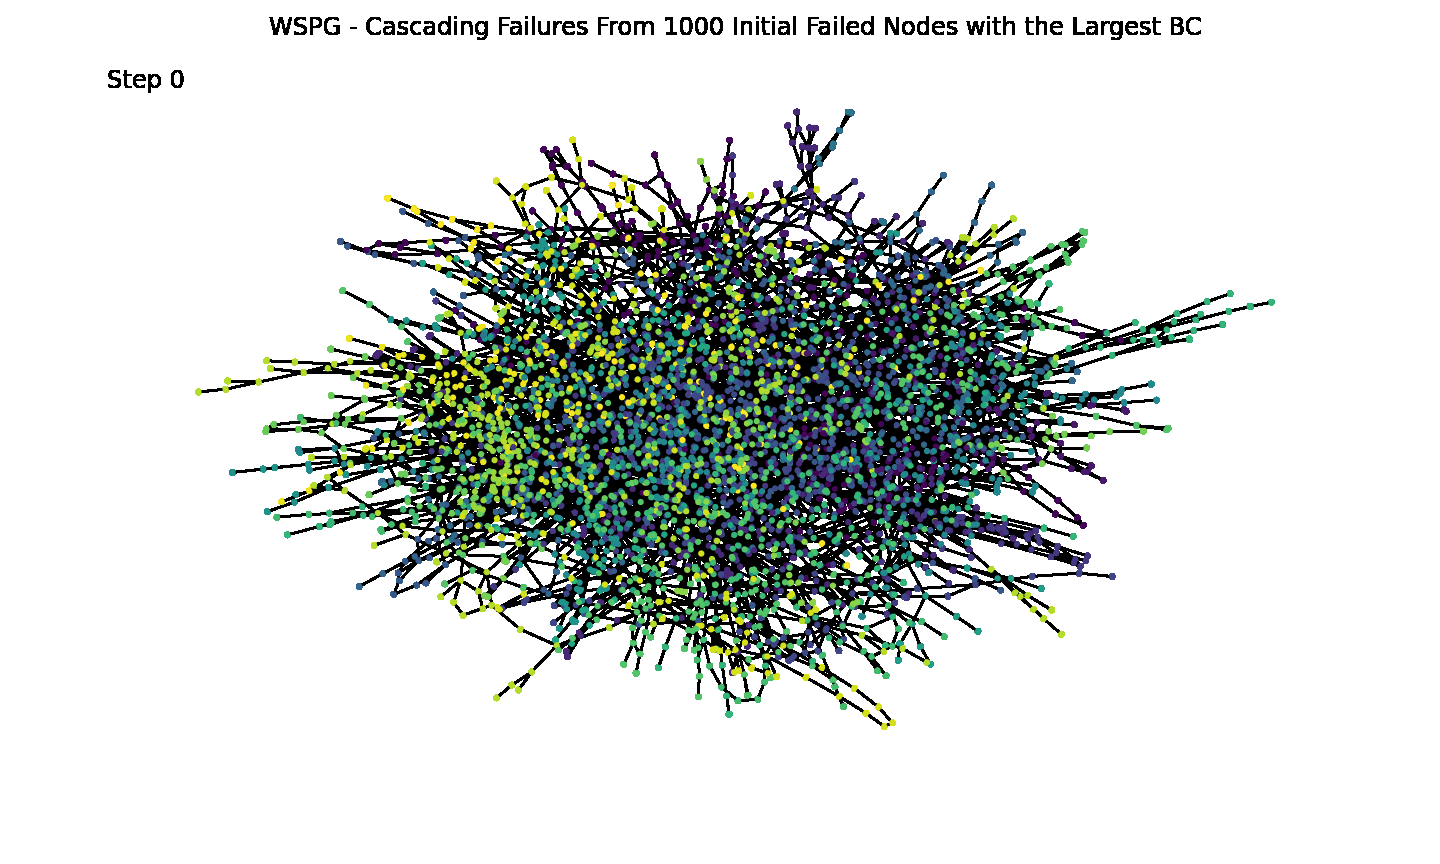 WSPG - Cascading Failures From 1000 Initial Failed Nodes with the Largest BC
Step 0